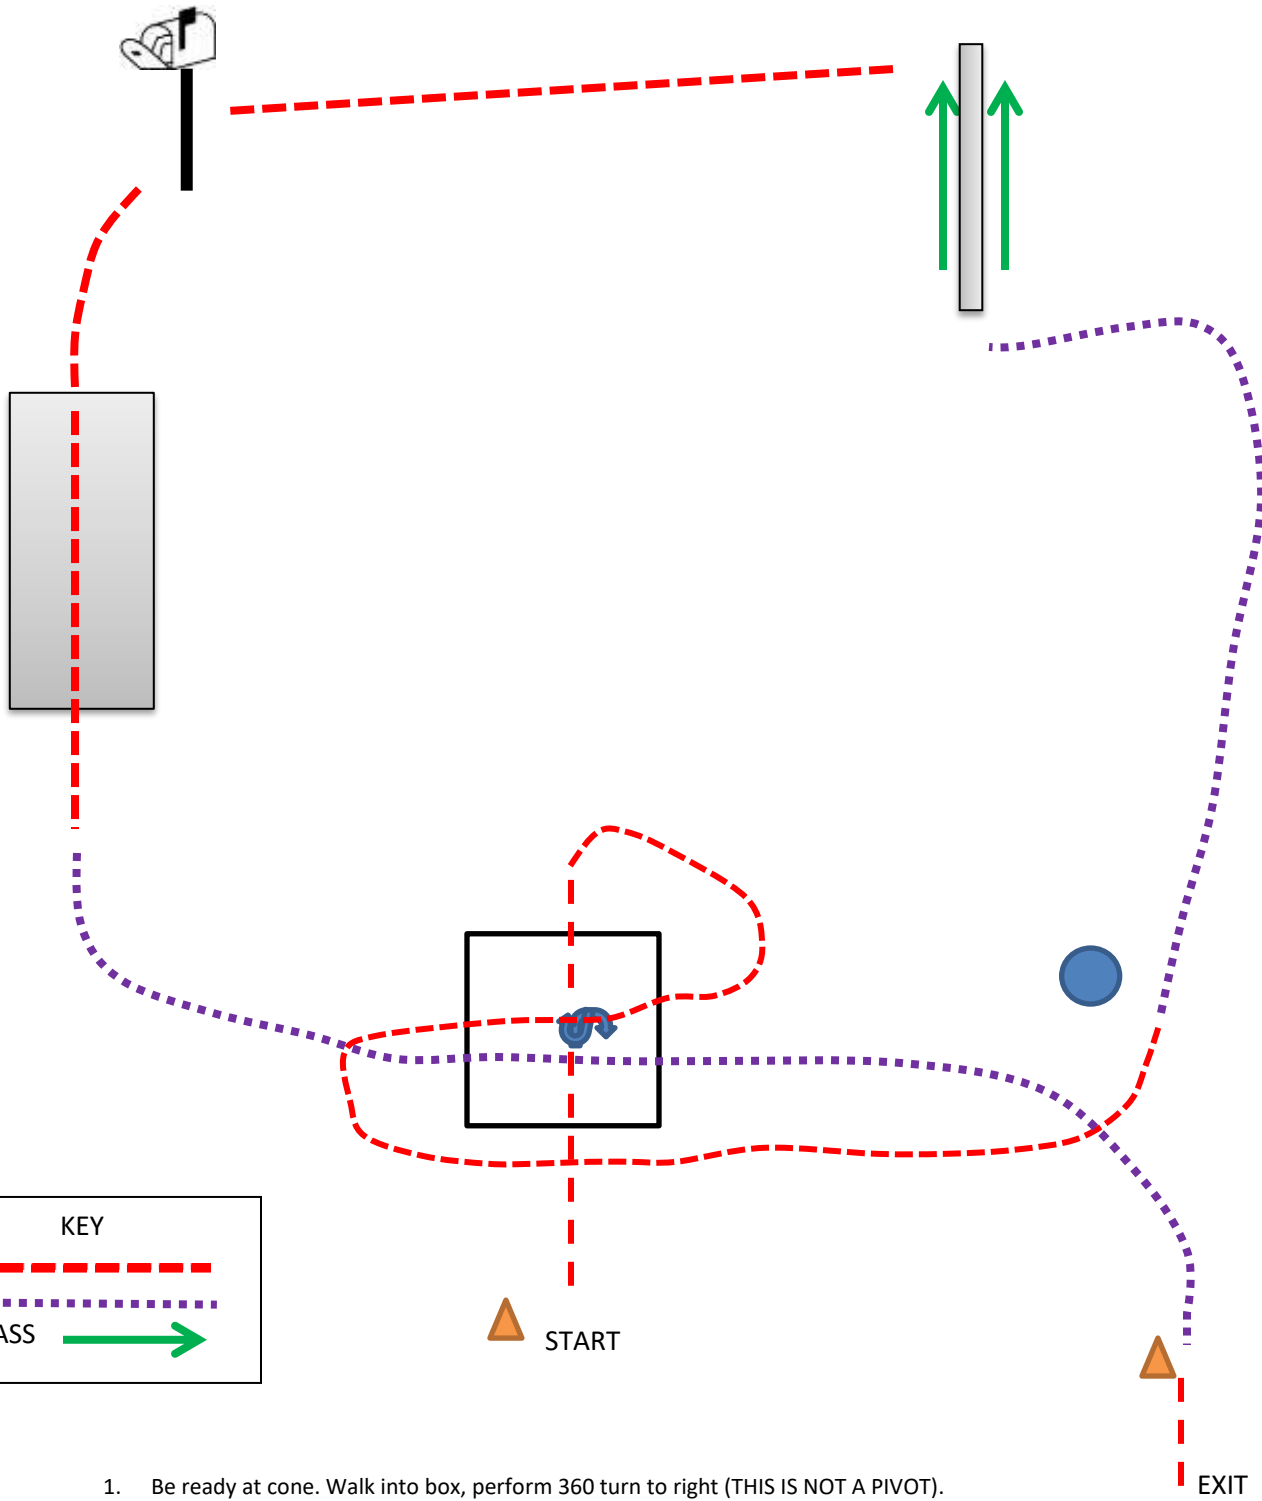 KEY
START
EXIT
1. Be ready at cone. Walk into box, perform 360 turn to right (THIS IS NOT A PIVOT).